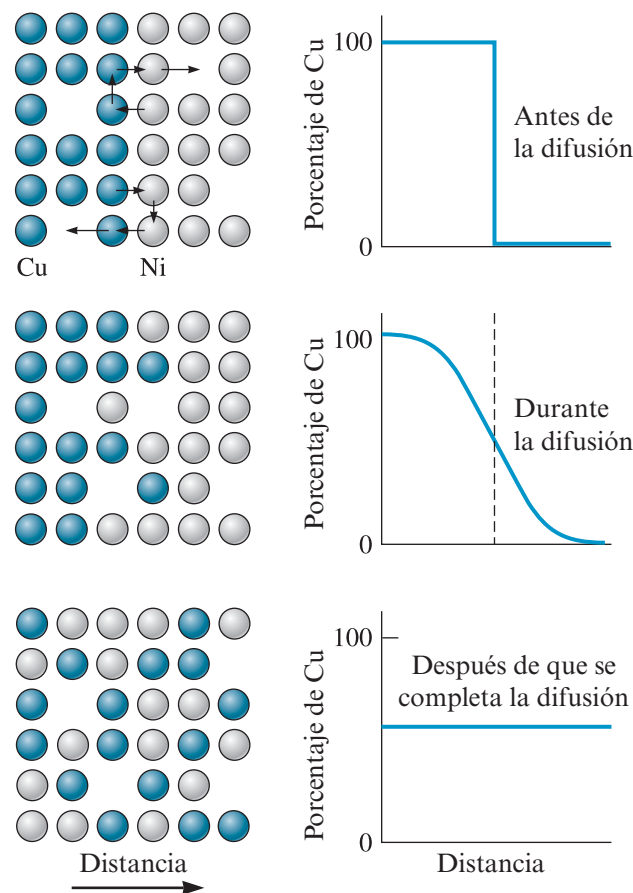 Cu
Ni
Porcentaje de Cu
100
0
Antes de
la difusión
Porcentaje de Cu
100
0
Durante
la difusión
Porcentaje de Cu
100
0
Después de que se
completa la difusión
Distancia
Distancia